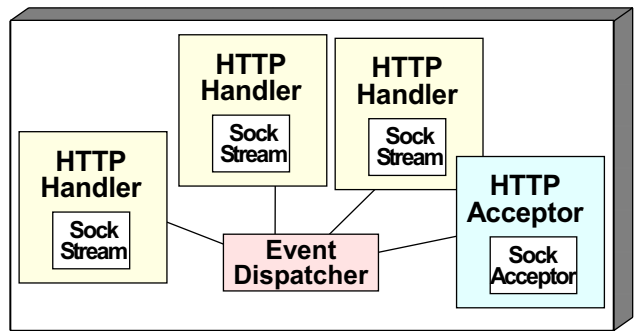 HTTP
Handler
Sock
Stream
HTTP
Handler
Sock
Stream
HTTP
Handler
Sock
Stream
HTTP
Acceptor
Sock
Acceptor
Event
Dispatcher